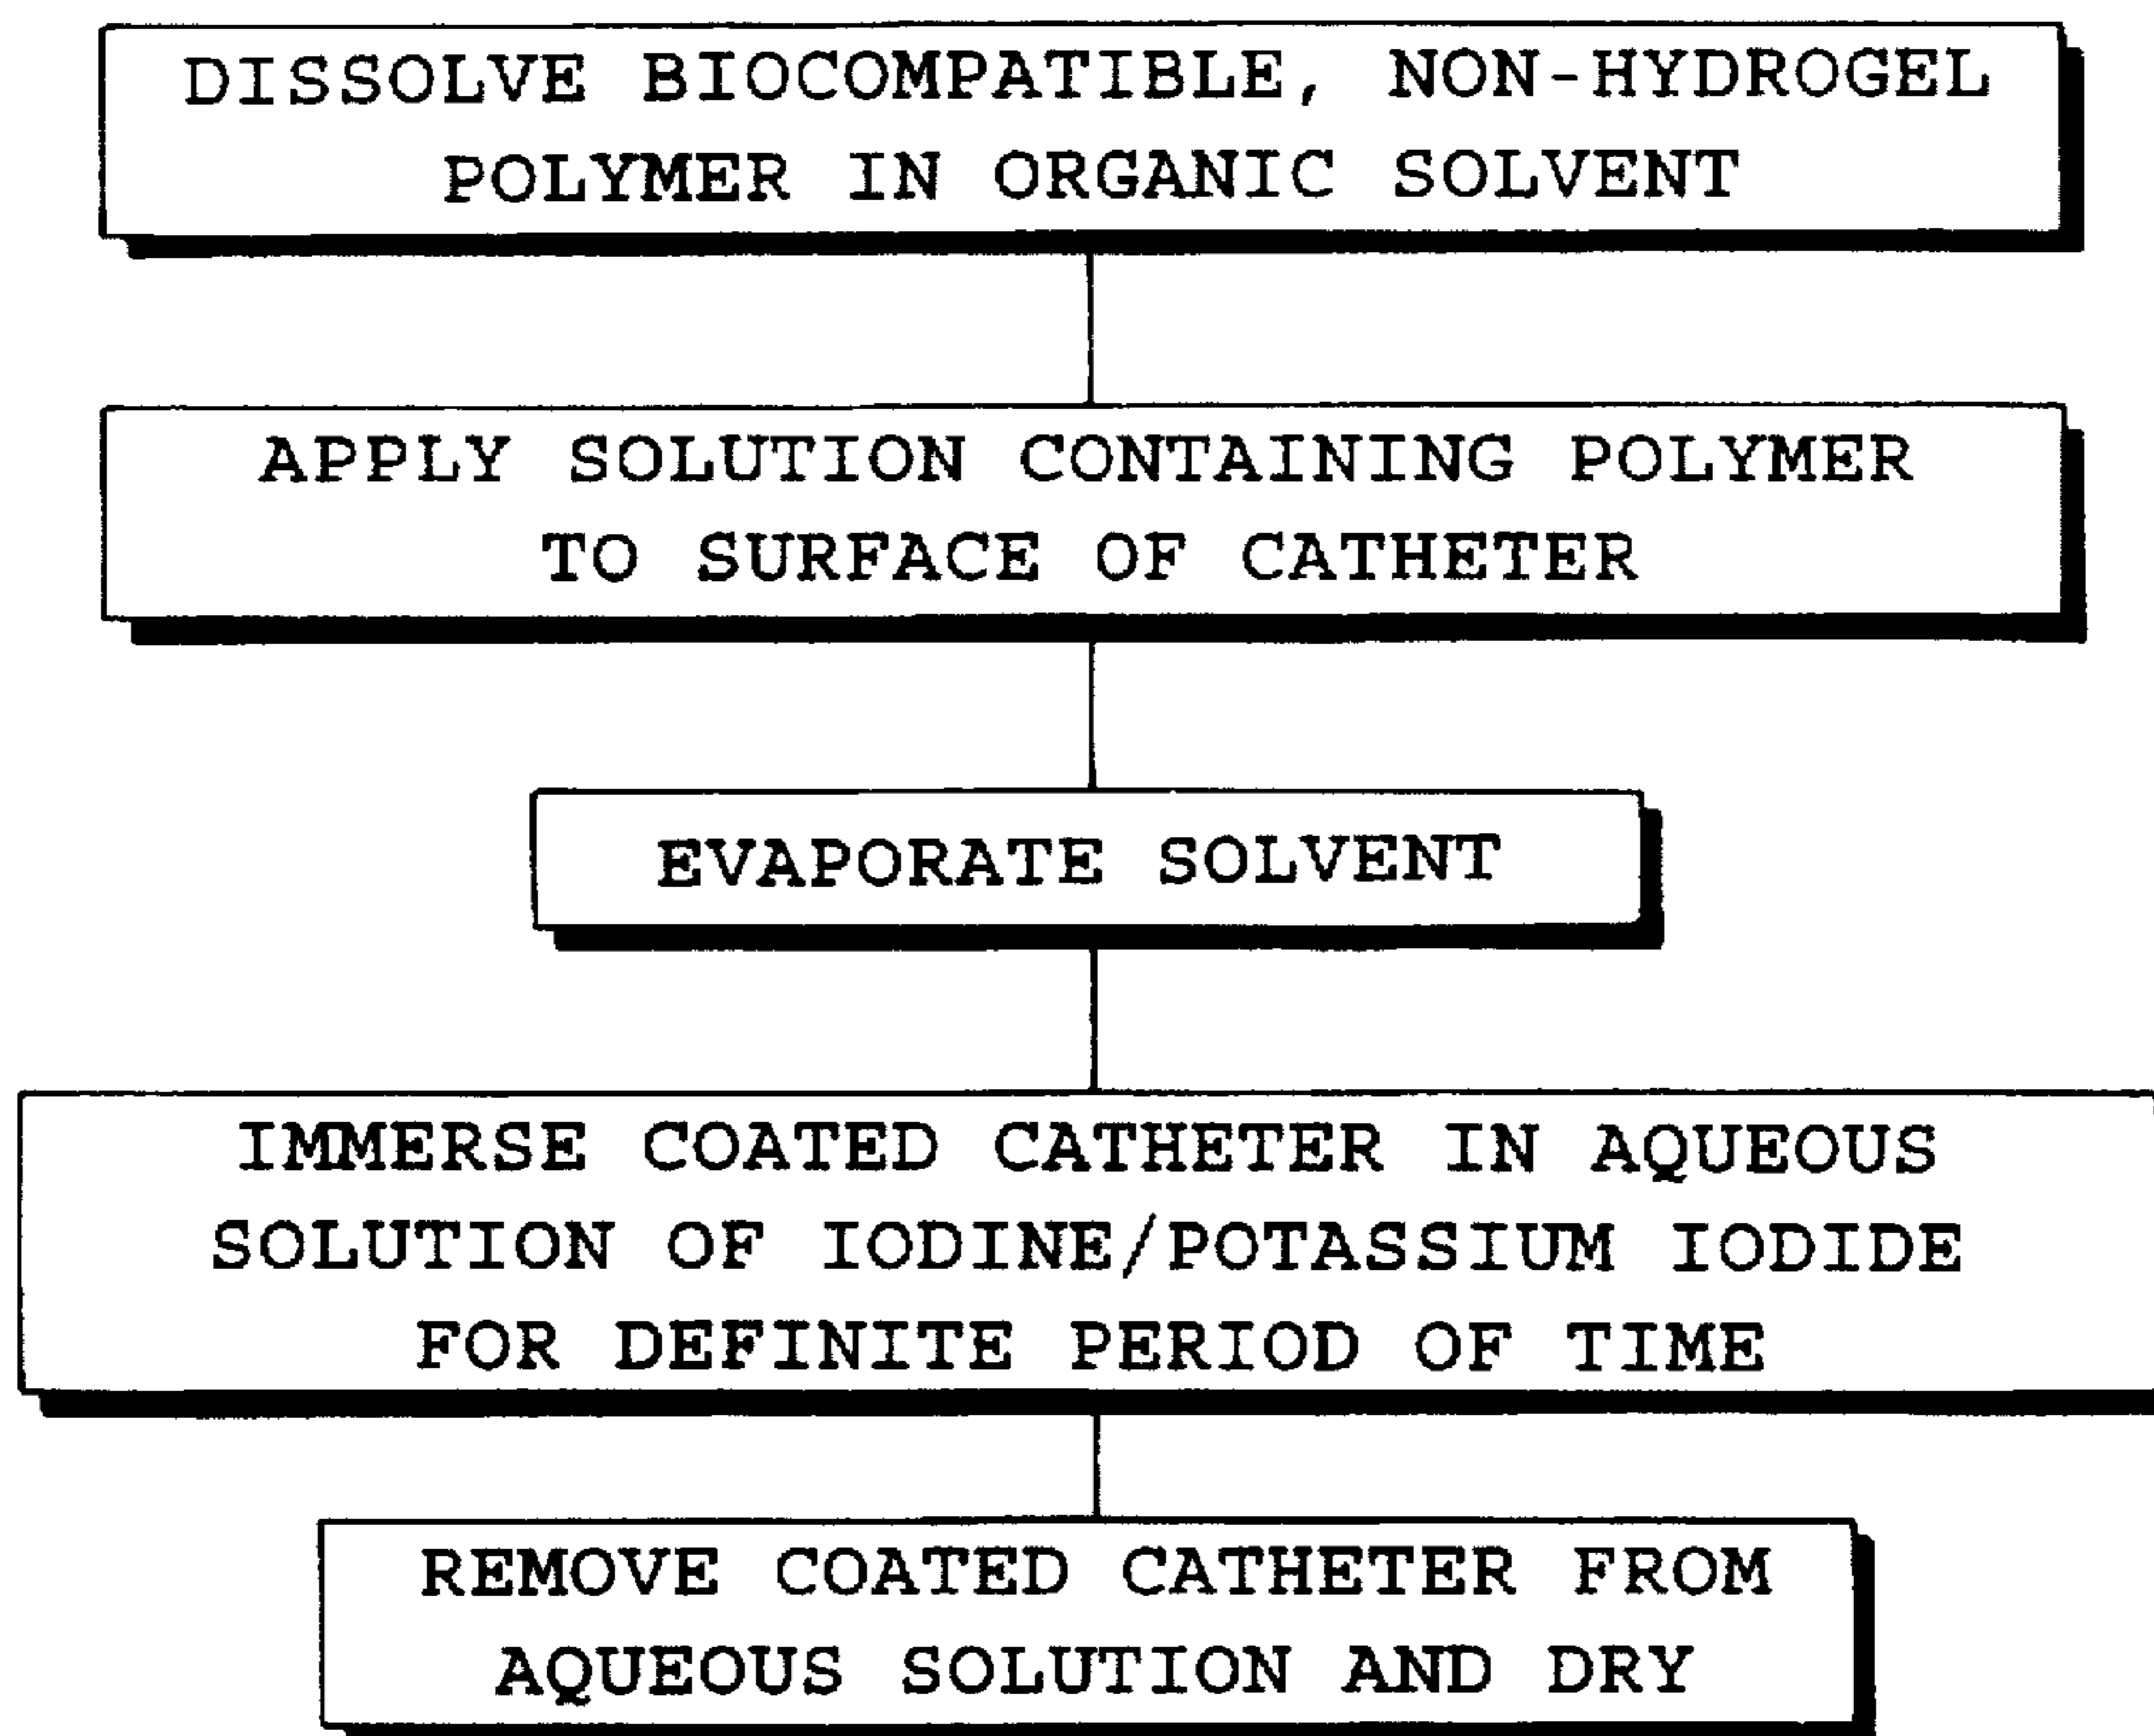 DISSOLVE BIOCOMPATIBLE, NON-HYDROGEL
POLYMER IN ORGANIC SOLVENT
APPLY SOLUTION CONTAINING POLYMER
TO SURFACE OF CATHETER
EVAPORATE SOLVENT
IMMERSE COATED CATHETER IN AQUEOUS
SOLUTION OF IODINE/POTASSIUM IODIDE
FOR DEFINITE PERIOD OF TIME
REMOVE COATED CATHETER FROM
AQUEOUS SOLUTION AND DRY